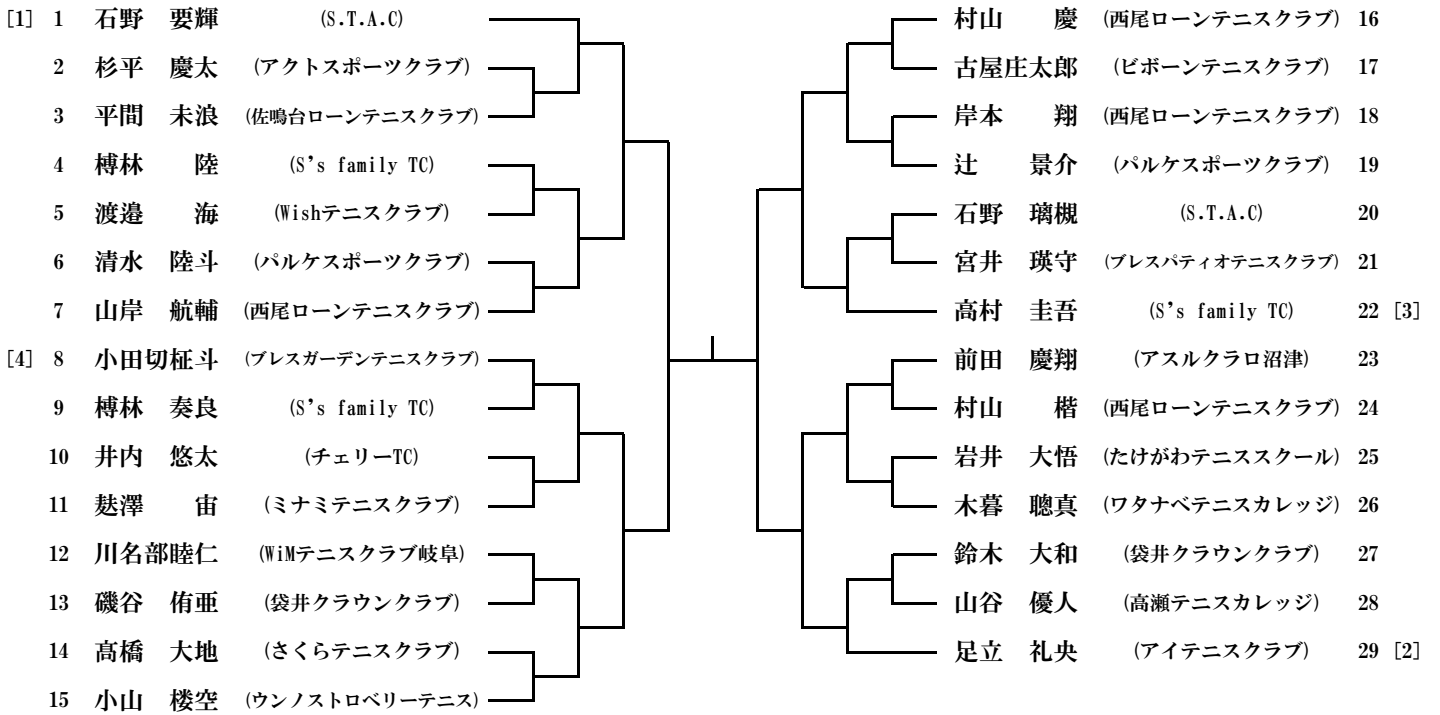 [1] 1 石野 要輝 (S.T.A.C)
2 杉平 慶太 (アクトスポーツクラブ)
3 平間 未浪 (佐鳴台ローンテニスクラブ)
4 榑林 陸 (S's family TC)
5 渡邉 海 (Wishテニスクラブ)
6 清水 陸斗 (パルケスポーツクラブ)
7 山岸 航輔 (西尾ローンテニスクラブ)
[4] 8 小田切柾斗 (ブレスガーデンテニスクラブ)
9 榑林 奏良 (S's family TC)
10 井内 悠太 (チェリーTC)
11 麸澤 宙 (ミナミテニスクラブ)
12 川名部睦仁 (WiMテニスクラブ岐阜)
13 磯谷 侑亜 (袋井クラウンクラブ)
14 髙橋 大地 (さくらテニスクラブ)
15 小山 楼空 (ウンノストロベリーテニス)
村山 慶 (西尾ローンテニスクラブ) 16
古屋庄太郎 (ビボーンテニスクラブ) 17
岸本 翔 (西尾ローンテニスクラブ) 18
辻 景介 (パルケスポーツクラブ) 19
石野 璃槻 (S.T.A.C) 20
宮井 瑛守 (ブレスパティオテニスクラブ) 21
高村 圭吾 (S's family TC) 22 [3]
前田 慶翔 (アスルクラロ沼津) 23
村山 楷 (西尾ローンテニスクラブ) 24
岩井 大悟 (たけがわテニススクール) 25
木暮 聰真 (ワタナベテニスカレッジ) 26
鈴木 大和 (袋井クラウンクラブ) 27
山谷 優人 (高瀬テニスカレッジ) 28
足立 礼央 (アイテニスクラブ) 29 [2]